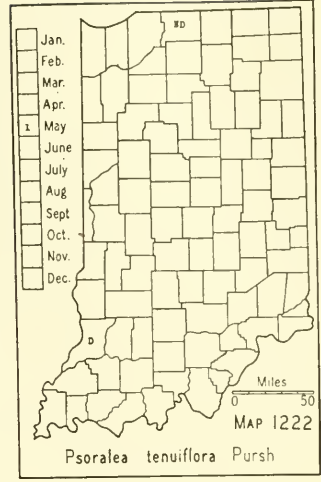 ND
Jan.
Feb.
Mar.
Apr.
1 May
June
July
Aug
Sept
Oct.
Nov.
Dec.
D
Miles
0 50
MAP 1222
Psoralea tenuiflora Pursh